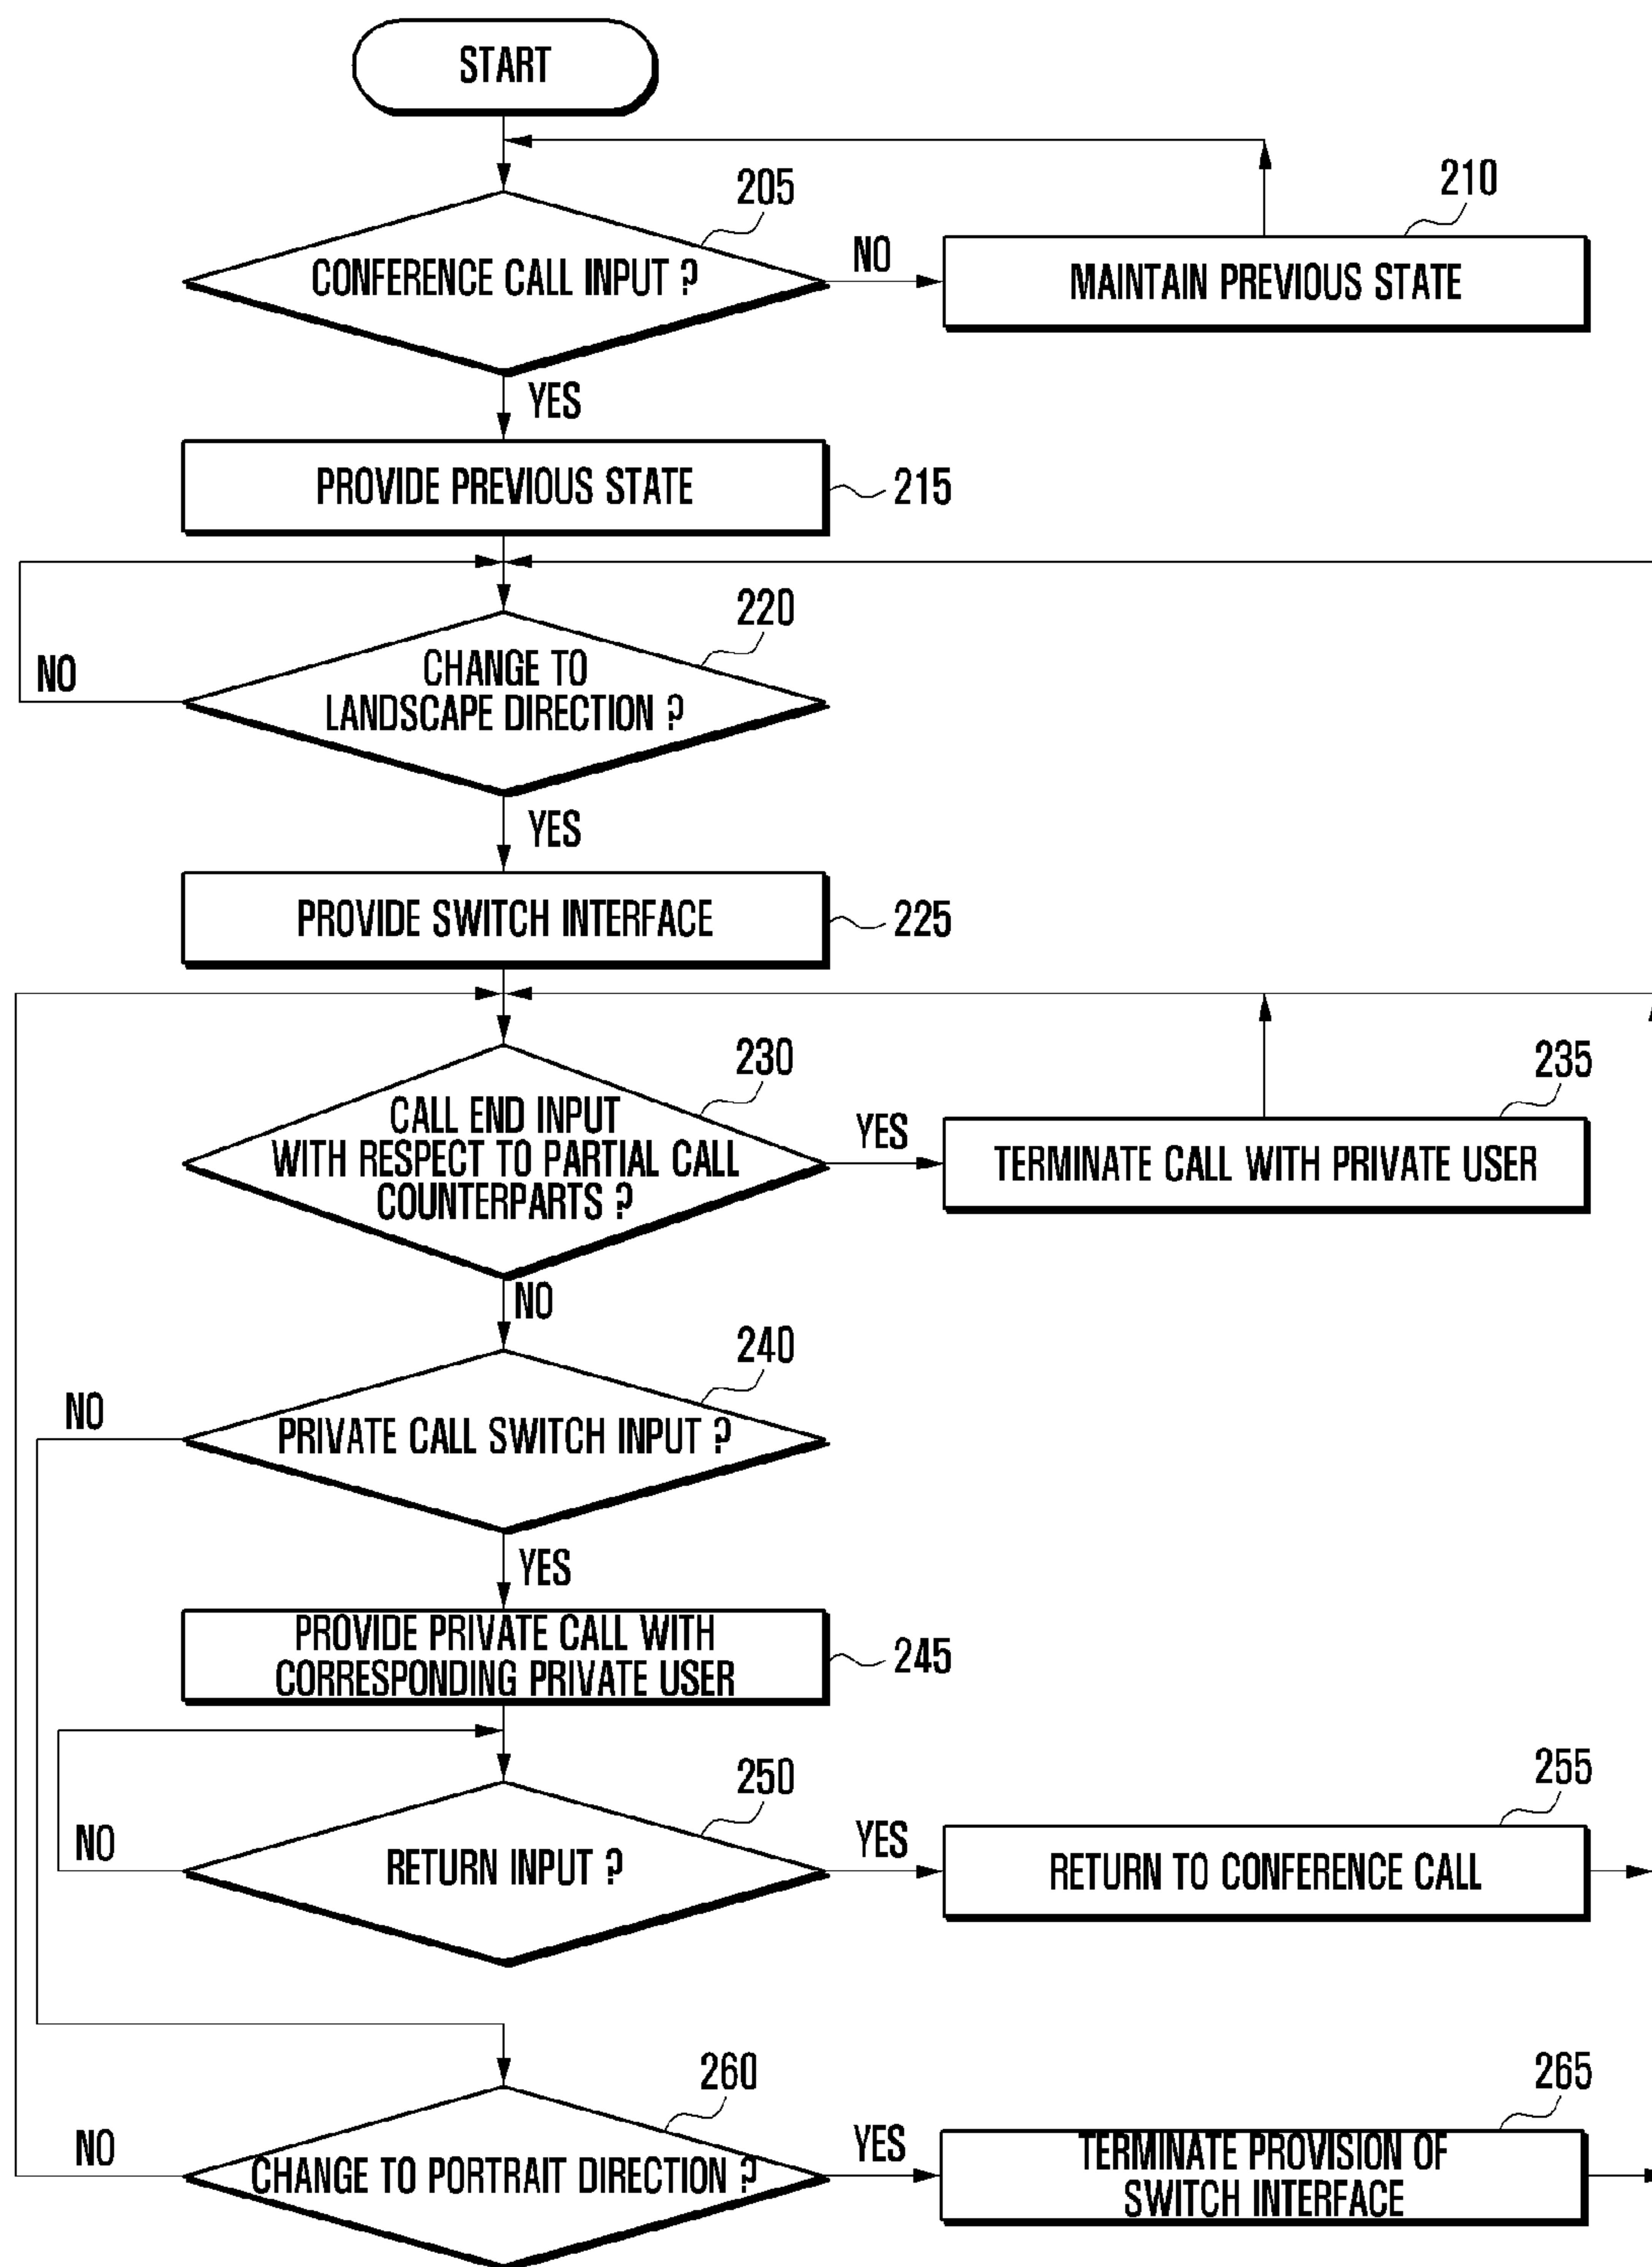 START
205
210
CONFERENCE CALL INPUT ?
NO
MAINTAIN PREVIOUS STATE
YES
PROVIDE PREVIOUS STATE
215
220
CHANGE TO
LANDSCAPE DIRECTION ?
NO
YES
PROVIDE SWITCH INTERFACE
225
230
235
CALL END INPUT
WITH RESPECT TO PARTIAL CALL
COUNTERPARTS ?
YES
TERMINATE CALL WITH PRIVATE USER
NO
240
NO
PRIVATE CALL SWITCH INPUT ?
YES
PROVIDE PRIVATE CALL WITH
CORRESPONDING PRIVATE USER
245
250
255
NO
RETURN INPUT ?
YES
RETURN TO CONFERENCE CALL
260
265
NO
CHANGE TO PORTRAIT DIRECTION ?
YES
TERMINATE PROVISION OF
SWITCH INTERFACE